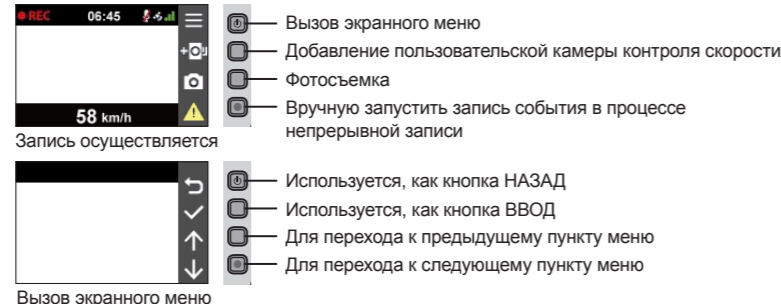 REC 06:45
Вызов экранного меню
Добавление пользовательской камеры контроля скорости
Фотосъемка
Вручную запустить запись события в процессе
непрерывной записи
58 km/h
Запись осуществляется
Используется, как кнопка НАЗАД
Используется, как кнопка ВВОД
Для перехода к предыдущему пункту меню
Для перехода к следующему пункту меню
Вызов экранного меню